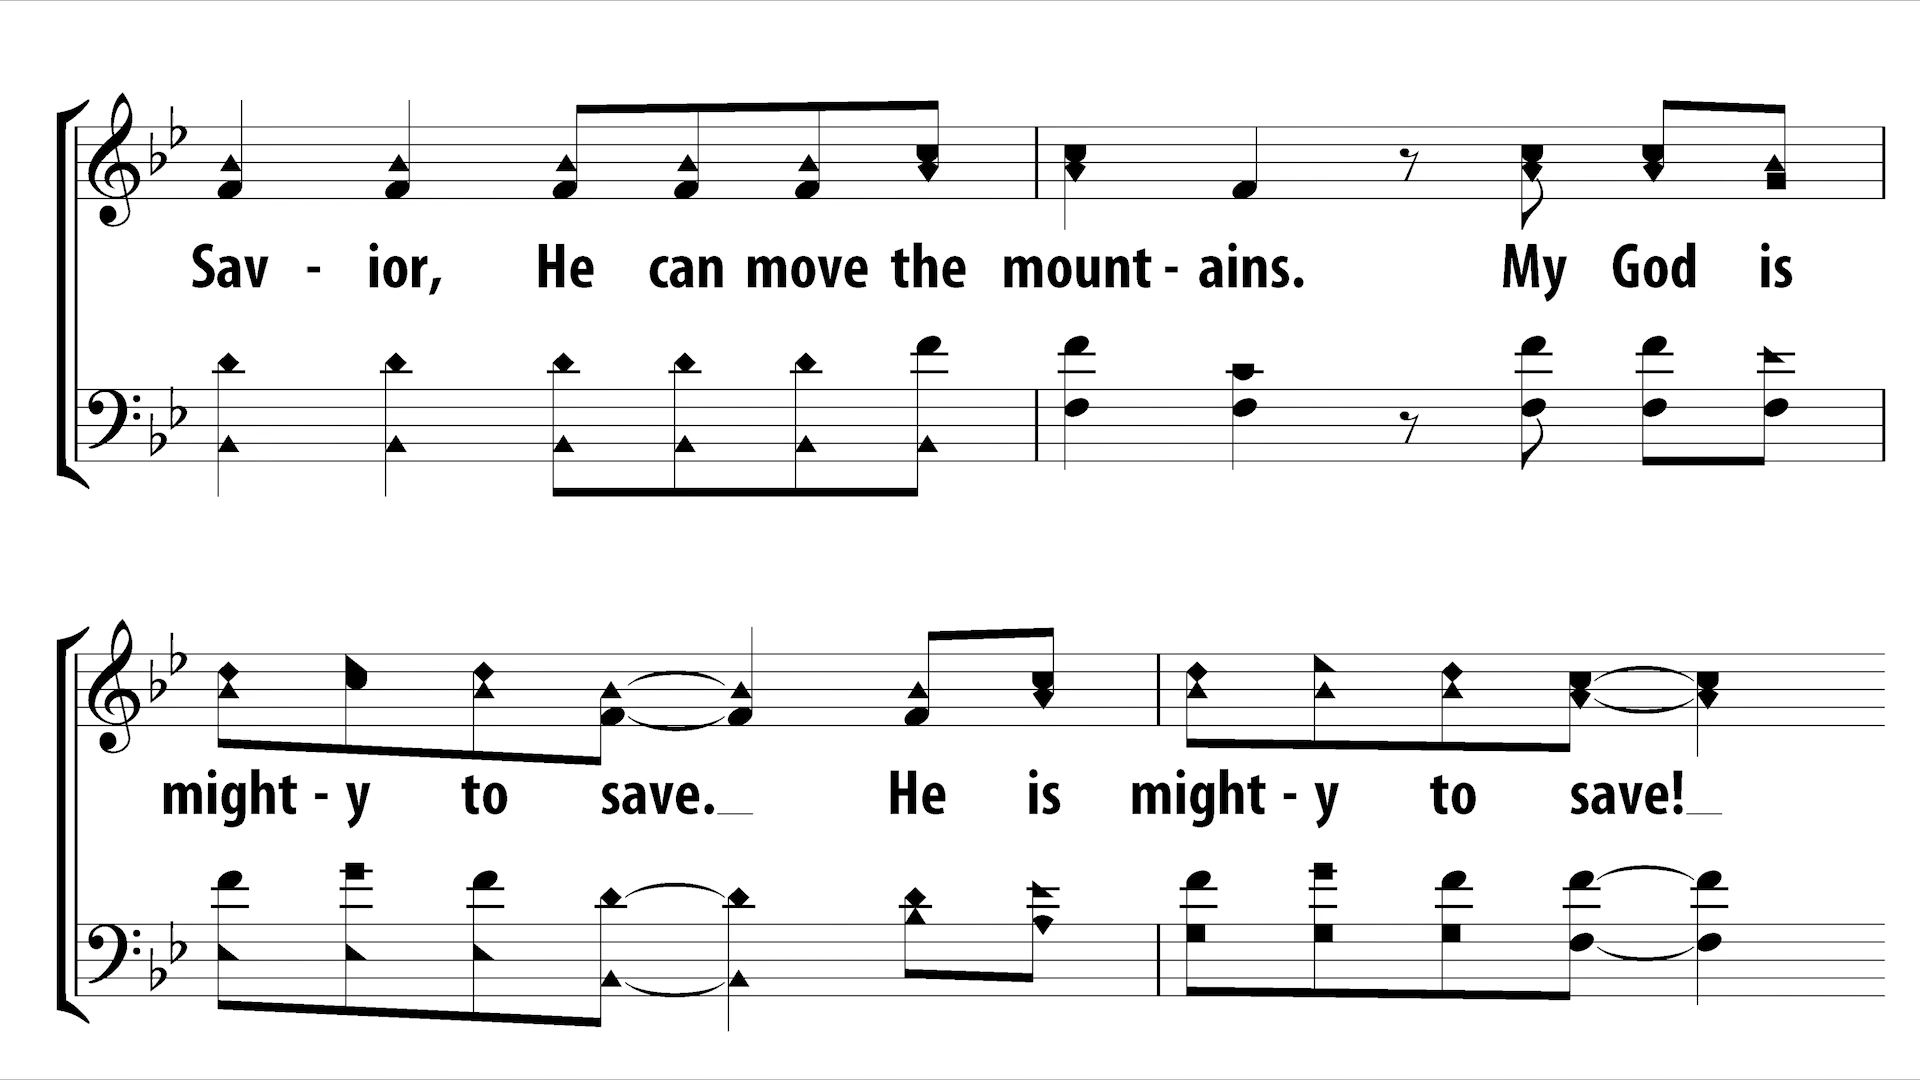 Sav - ior, He can move the mount - ains. My God is
might - y to save. He is might - y to save!